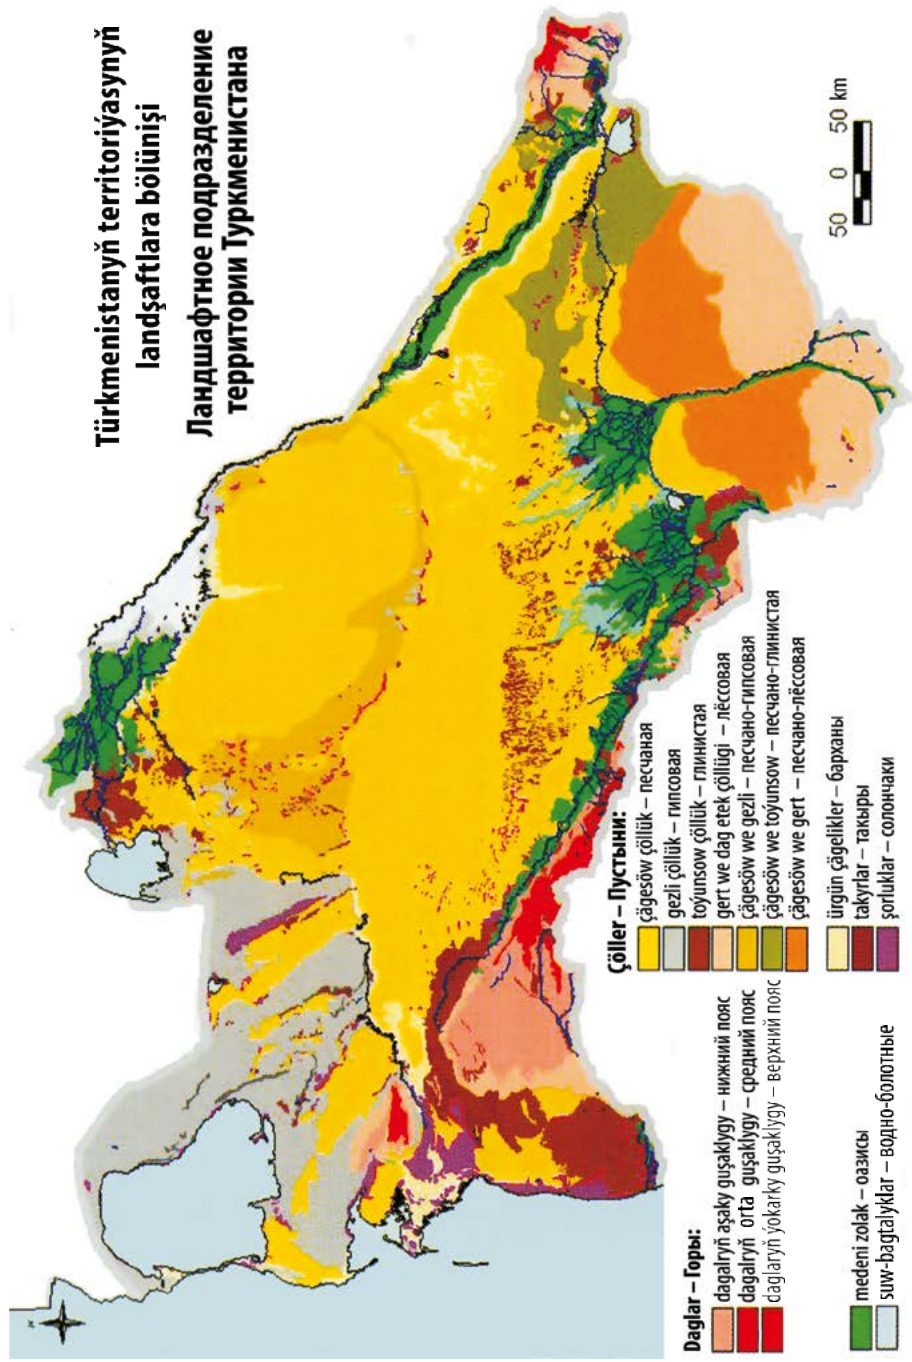 Türkmenistanyň territoriýasynyň
landşaftlara bölünişi
Ландшафтное подразделение
территории Туркменистана
50 0 50 km
Daglar – Горы:
dagalryň aşaky guşaklygy – нижний пояс
dagalryň orta guşaklygy – средний пояс
daglaryň ýokarky guşaklygy – верхний пояс
medeni zolak – оазисы
suw-bagtalyklar – водно-болотные
Çöller – Пустыни:
çägesöw çöllük – песчаная
gezli çöllük – гипсовая
toýunsow çöllük – глинистая
gert we dag etek çöllügi – лёссовая
çägesöw we gezli – песчано-гипсовая
çägesöw we toýunsow – песчано-глинистая
çägesöw we gert – песчано-лёссовая
ürgün çägelikler – барханы
takyrlar – такыры
şorluklar – солончаки